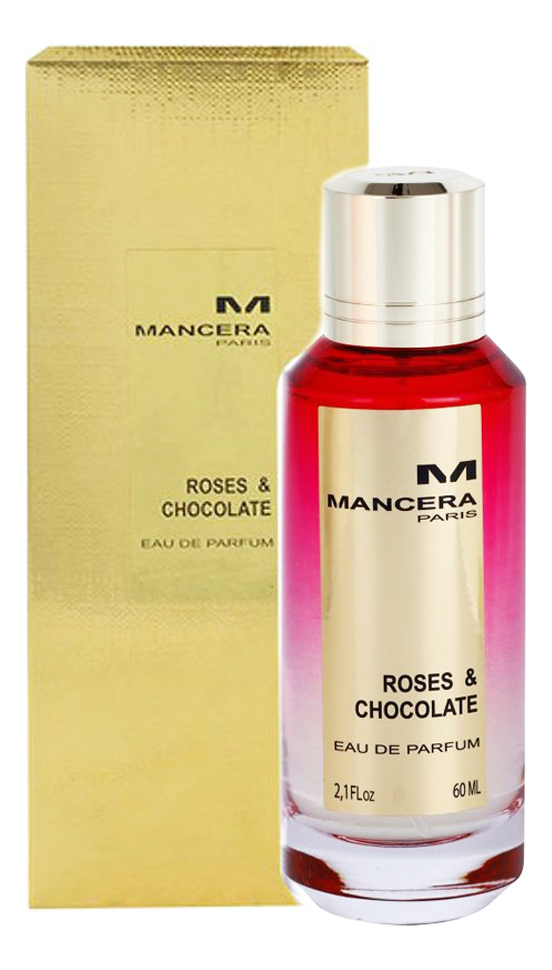 M
MANCERA
PARIS
ROSES &
CHOCOLATE
EAU DE PARFUM
M
MANCERA
PARIS
ROSES &
CHOCOLATE
EAU DE PARFUM
2,1FLoz 60 ML